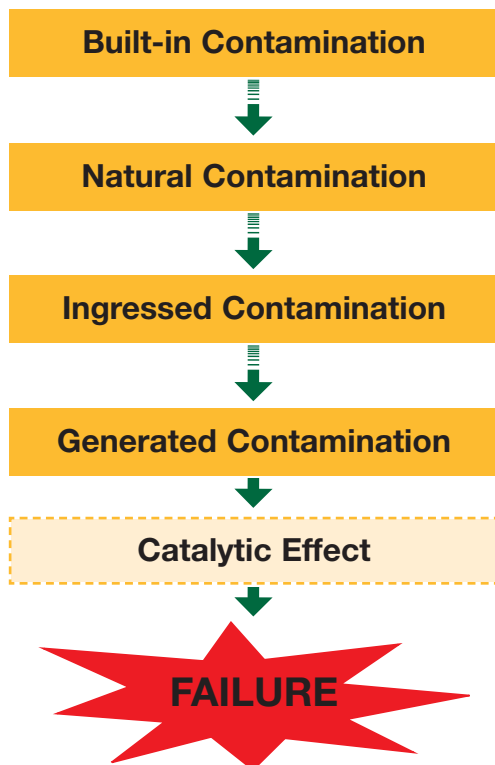 Built-in Contamination
Natural Contamination
Ingressed Contamination
Generated Contamination
Catalytic Effect
FAILURE